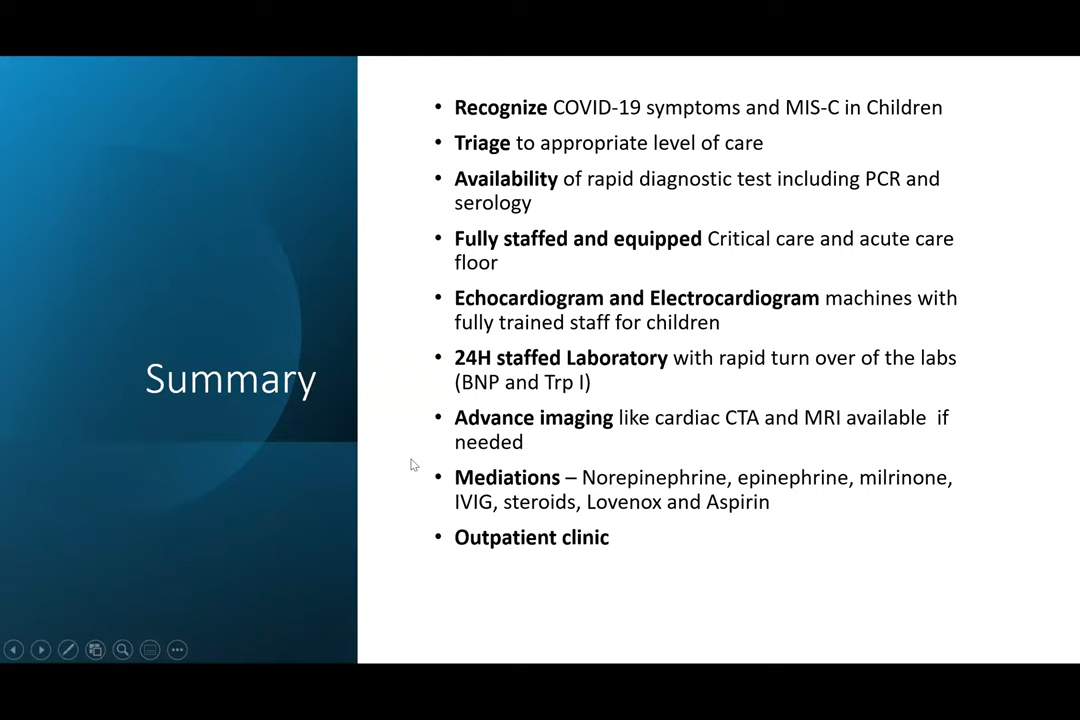 Summary
• Recognize COVID-19 symptoms and MIS-C in Children
• Triage to appropriate level of care
• Availability of rapid diagnostic test including PCR and
serology
• Fully staffed and equipped Critical care and acute care
floor
• Echocardiogram and Electrocardiogram machines with
fully trained staff for children
• 24H staffed Laboratory with rapid turn over of the labs
(BNP and Trp I)
• Advance imaging like cardiac CTA and MRI available  if
needed
• Mediations – Norepinephrine, epinephrine, milrinone,
IVIG, steroids, Lovenox and Aspirin
• Outpatient clinic